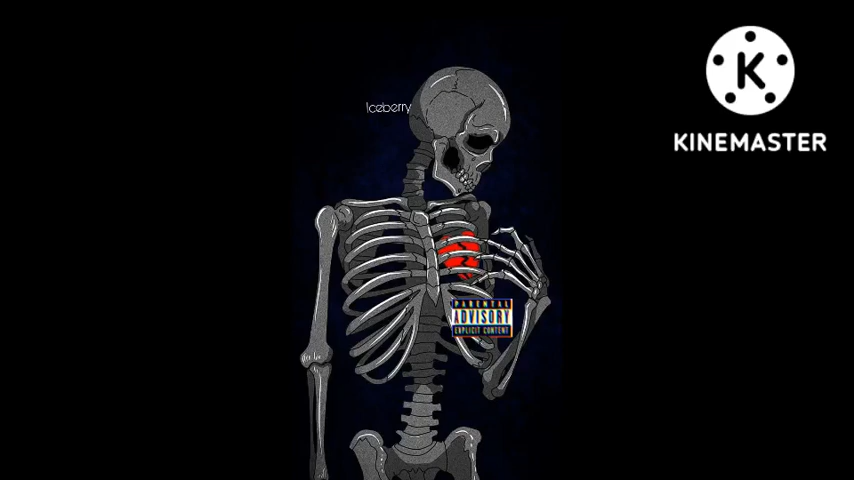 Iceberry
KINEMASTER
PARENTAL
ADVISORY
EXPLICIT CONTENT